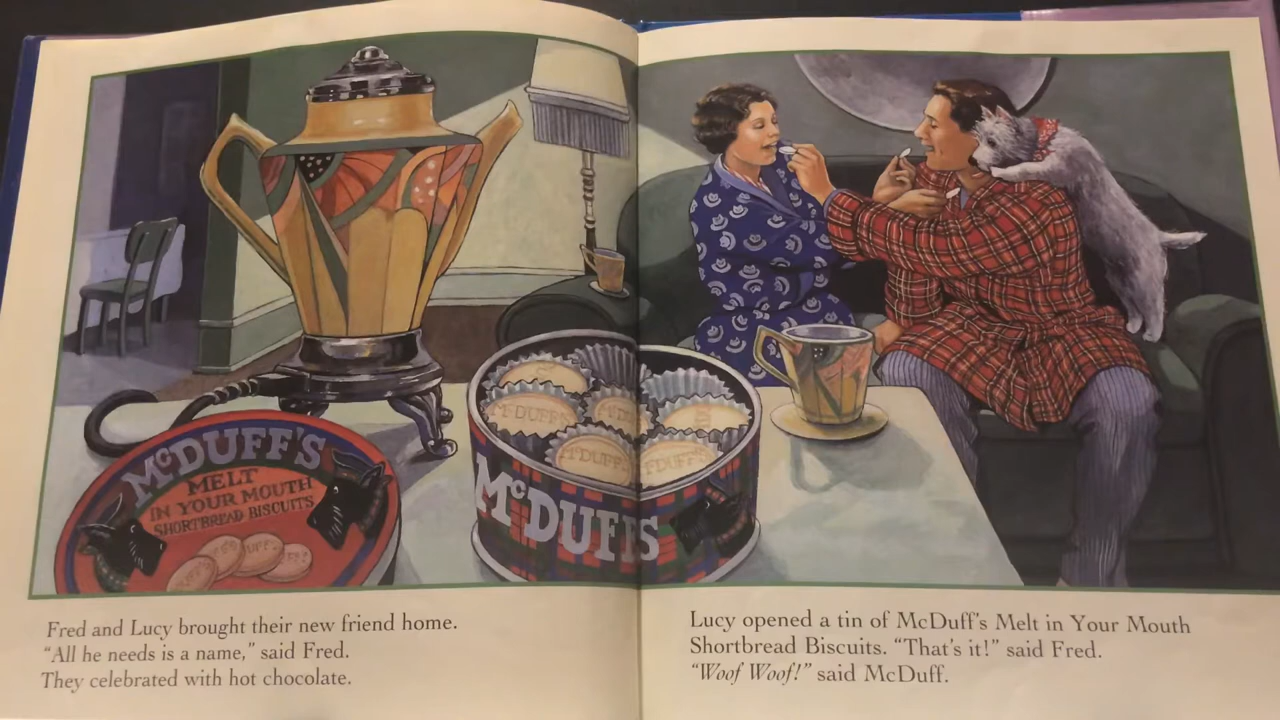 McDUFF'S
MELT
IN YOUR MOUTH
SHORTBREAD BISCUITS
McDUFF'S
McDUFF'S
McDUFFS
Fred and Lucy brought their new friend home.
“All he needs is a name,” said Fred.
They celebrated with hot chocolate.
Lucy opened a tin of McDuff's Melt in Your Mouth
Shortbread Biscuits. “That's it!” said Fred.
“Woof Woof!” said McDuff.